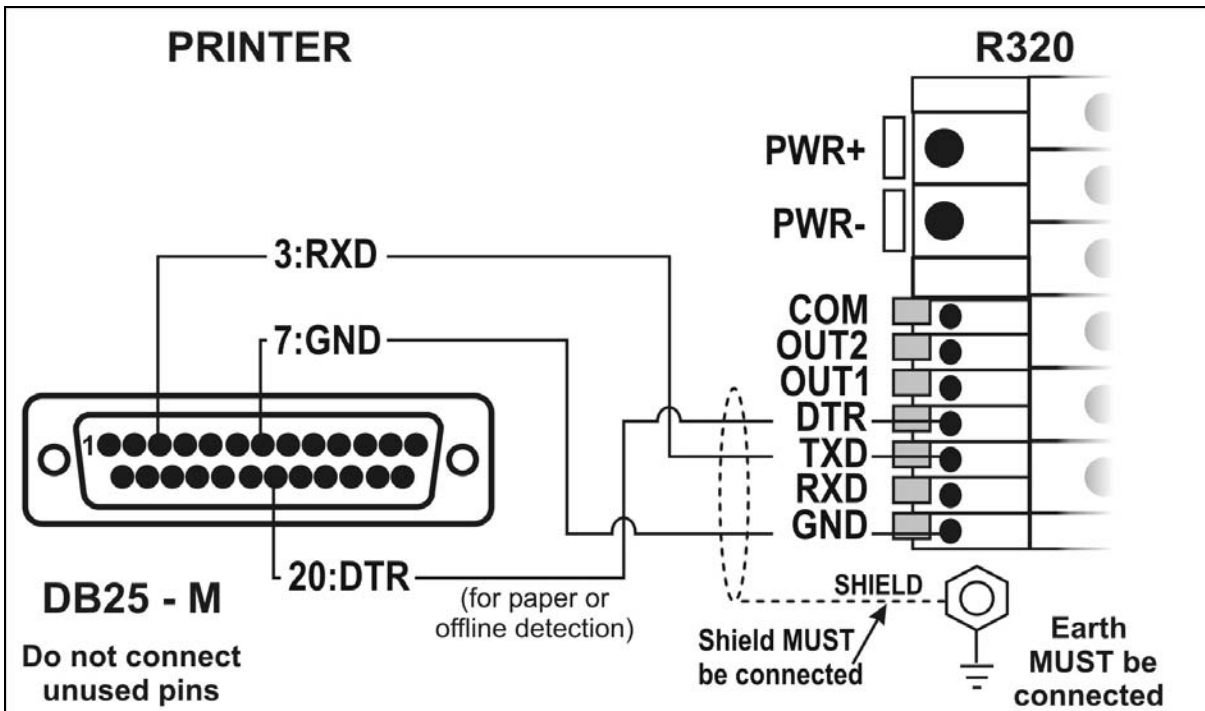 PRINTER
R320
PWR+
PWR-
3:RXD
COM
7:GND
OUT2
OUT1
DTR
1
TXD
RXD
GND
20:DTR
(for paper or
offline detection)
SHIELD
DB25 - M
Do not connect
unused pins
Shield MUST
be connected
Earth
MUST be
connected